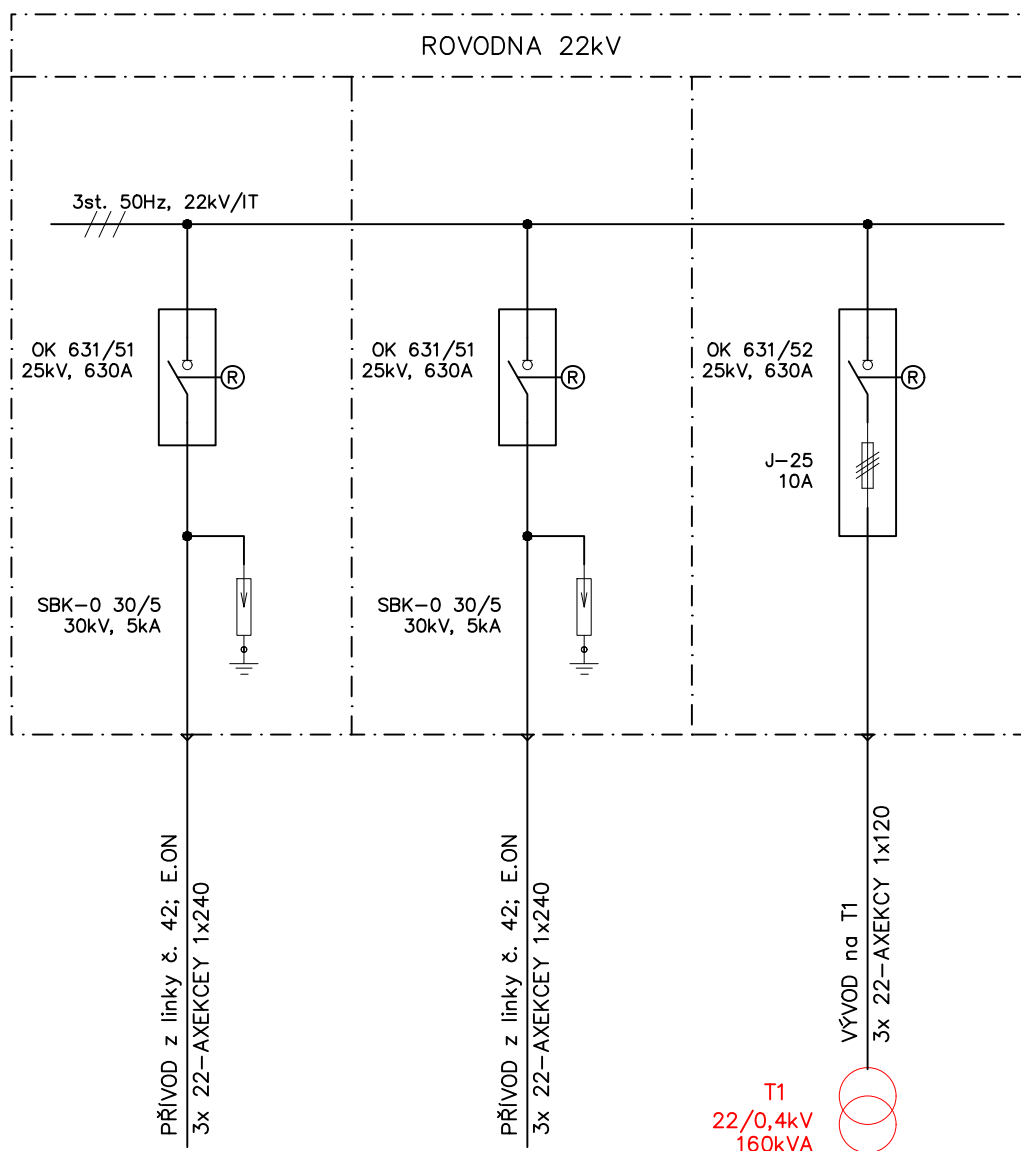 ROVODNA 22kV
3st. 50Hz, 22kV/IT
OK 631/51
25kV, 630A
R
OK 631/51
25kV, 630A
R
OK 631/52
25kV, 630A
R
J-25
10A
SBK-0 30/5
30kV, 5kA
SBK-0 30/5
30kV, 5kA
PŘÍVOD z linky č. 42; E.ON
3x 22-AXEKCEY 1x240
PŘÍVOD z linky č. 42; E.ON
3x 22-AXEKCEY 1x240
VÝVOD na T1
3x 22-AXEKCY 1x120
T1
22/0,4kV
160kVA